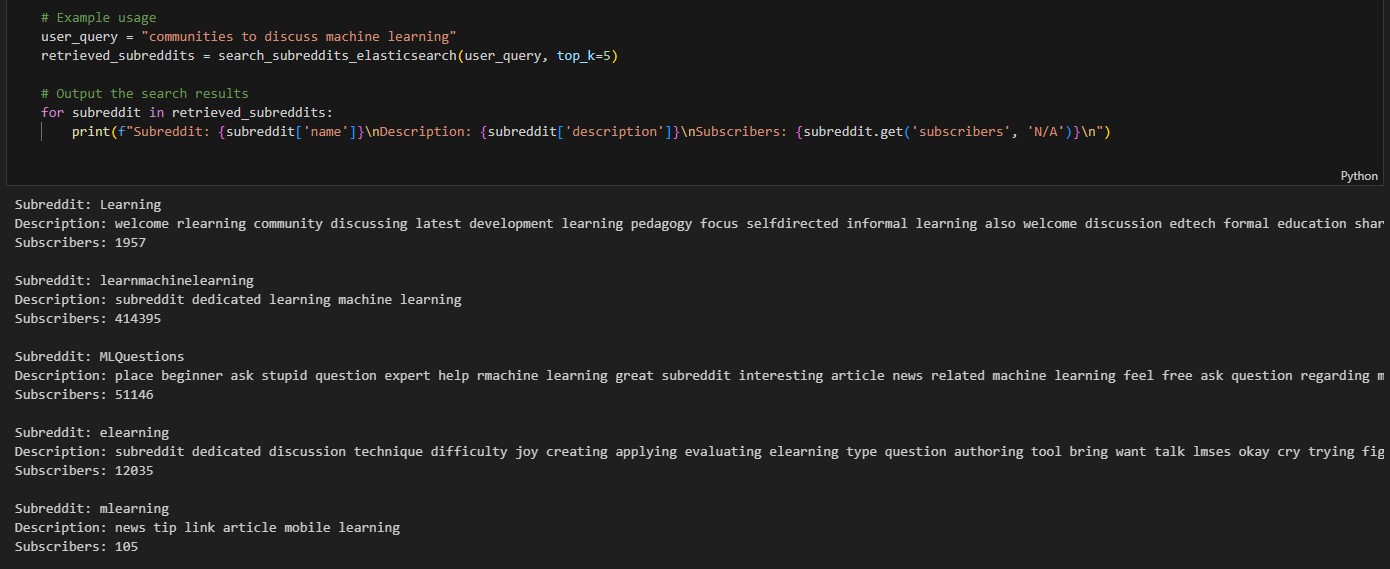 # Example usage
user_query = "communities to discuss machine learning"
retrieved_subreddits = search_subreddits_elasticsearch(user_query, top_k=5)
# Output the search results
for subreddit in retrieved_subreddits:
print(f"Subreddit: {subreddit['name']}\nDescription: {subreddit['description']}\nSubscribers: {subreddit.get('subscribers', 'N/A')}\n")
Python
Subreddit: Learning
Description: welcome rlearning community discussing latest development learning pedagogy focus selfdirected informal learning also welcome discussion edtech formal education shar
Subscribers: 1957
Subreddit: learnmachinelearning
Description: subreddit dedicated learning machine learning
Subscribers: 414395
Subreddit: MLQuestions
Description: place beginner ask stupid question expert help rmachine learning great subreddit interesting article news related machine learning feel free ask question regarding m
Subscribers: 51146
Subreddit: elearning
Description: subreddit dedicated discussion technique difficulty joy creating applying evaluating elearning type question authoring tool bring want talk lmses okay cry trying fig
Subscribers: 12035
Subreddit: mlearning
Description: news tip link article mobile learning
Subscribers: 105